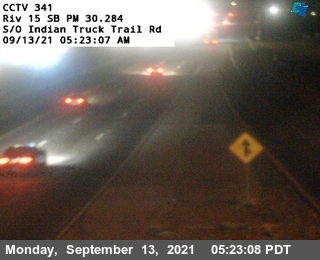 CCTV 341
Riv 15 SB PM 30.284
S/O Indian Truck Trail Rd
09/13/21 05:23:07 AM
Monday, September 13, 2021 05:23:08 PDT